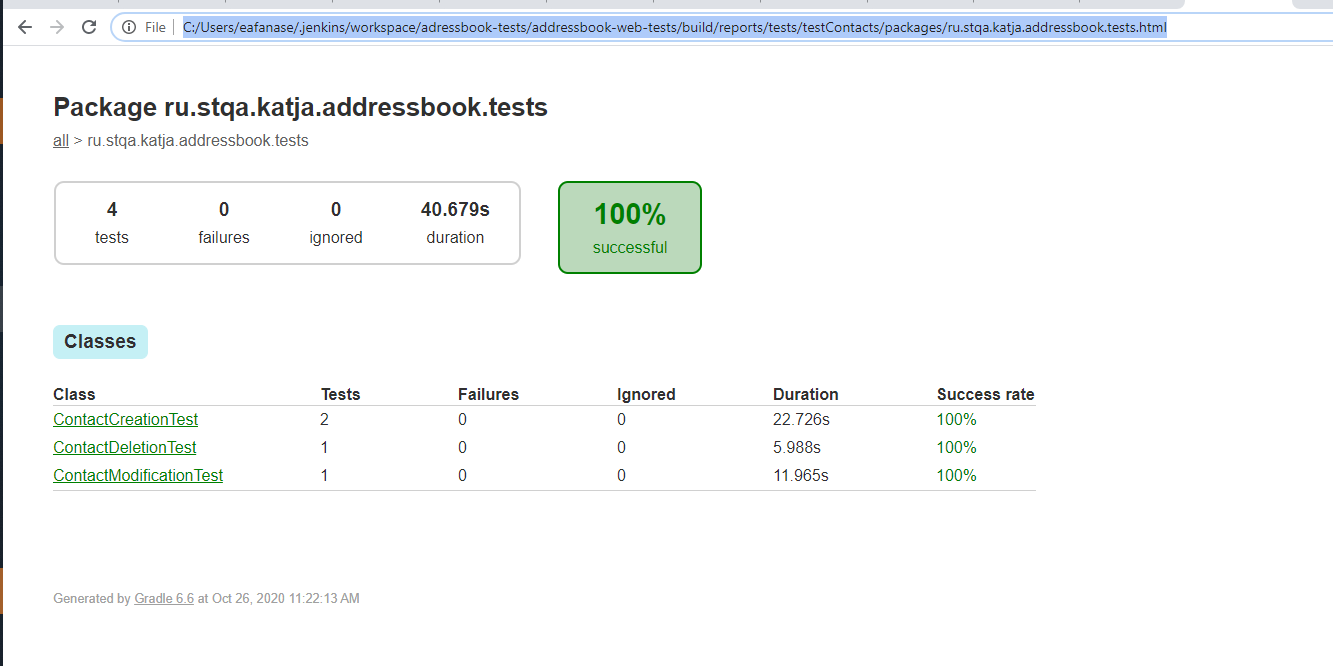 File C:/Users/eafanase/.jenkins/workspace/adressbook-tests/addressbook-web-tests/build/reports/tests/testContacts/packages/ru.stqa.katja.addressbook.tests.html
Package ru.stqa.katja.addressbook.tests
all > ru.stqa.katja.addressbook.tests
4 0 0 40.679s
tests failures ignored duration
100%
successful
Classes
Class Tests Failures Ignored Duration Success rate
ContactCreationTest 2 0 0 22.726s 100%
ContactDeletionTest 1 0 0 5.988s 100%
ContactModificationTest 1 0 0 11.965s 100%
Generated by Gradle 6.6 at Oct 26, 2020 11:22:13 AM